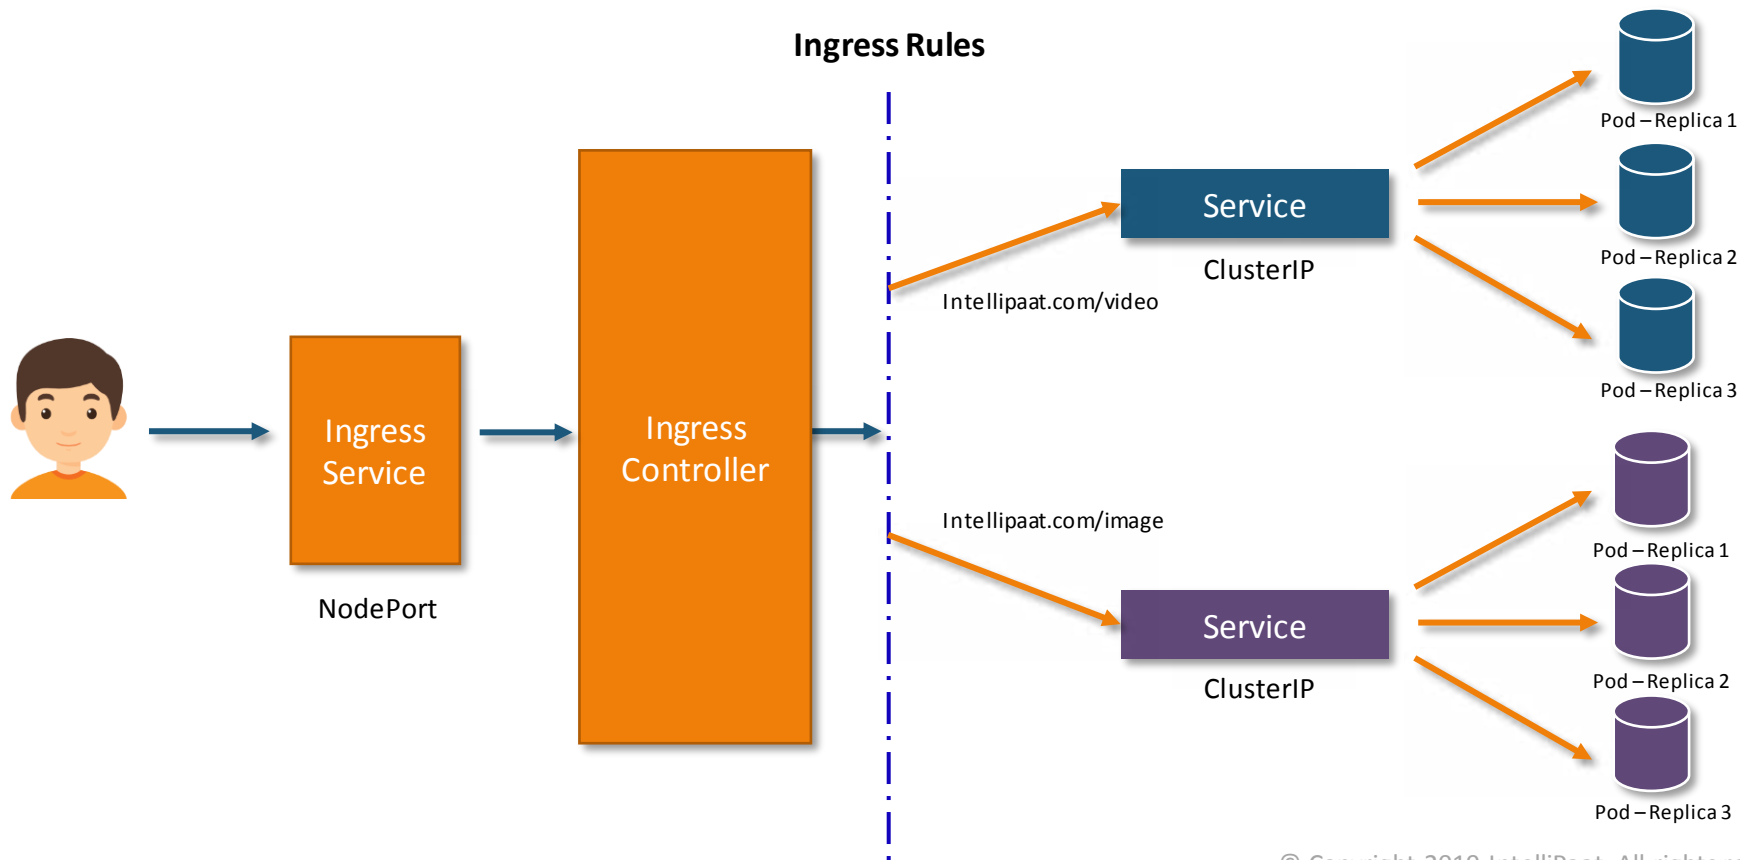 Ingress Rules
Pod – Replica 1
Service
Pod – Replica 2
ClusterIP
Intellipaat.com/video
Pod – Replica 3
Ingress
Service
Ingress
Controller
Intellipaat.com/image
Pod – Replica 1
NodePort
Service
Pod – Replica 2
ClusterIP
Pod – Replica 3